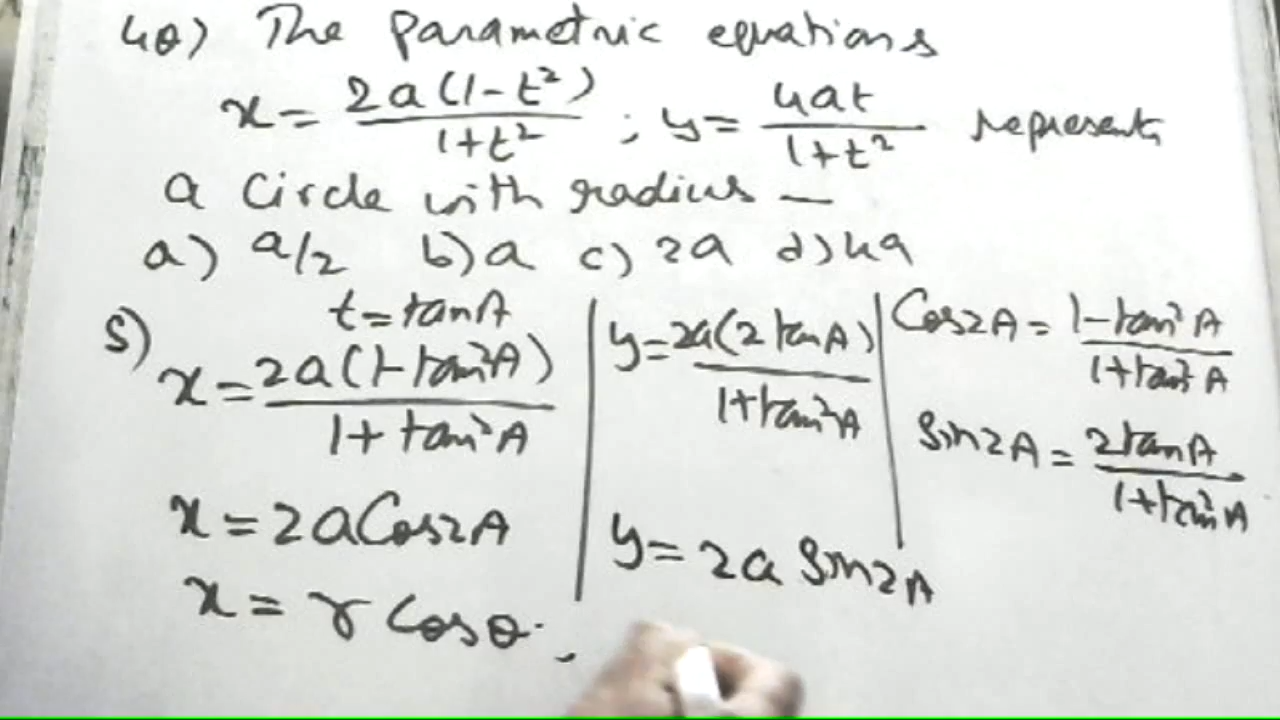 4Q) The parametric equations
x = 2a(1-t²)/1+t² ; y = 4at/1+t² represents
a circle with radius —
a) a/2 b) a c) 2a d) 4a
S) t = tanA
x = 2a(1-tan²A)/1+tan²A
x = 2a Cos2A
x = r Cosθ ,
y = 2a(2tanA)/1+tan²A
y = 2a Sin2A
Cos2A = 1-tan²A/1+tan²A
Sin2A = 2tanA/1+tan²A